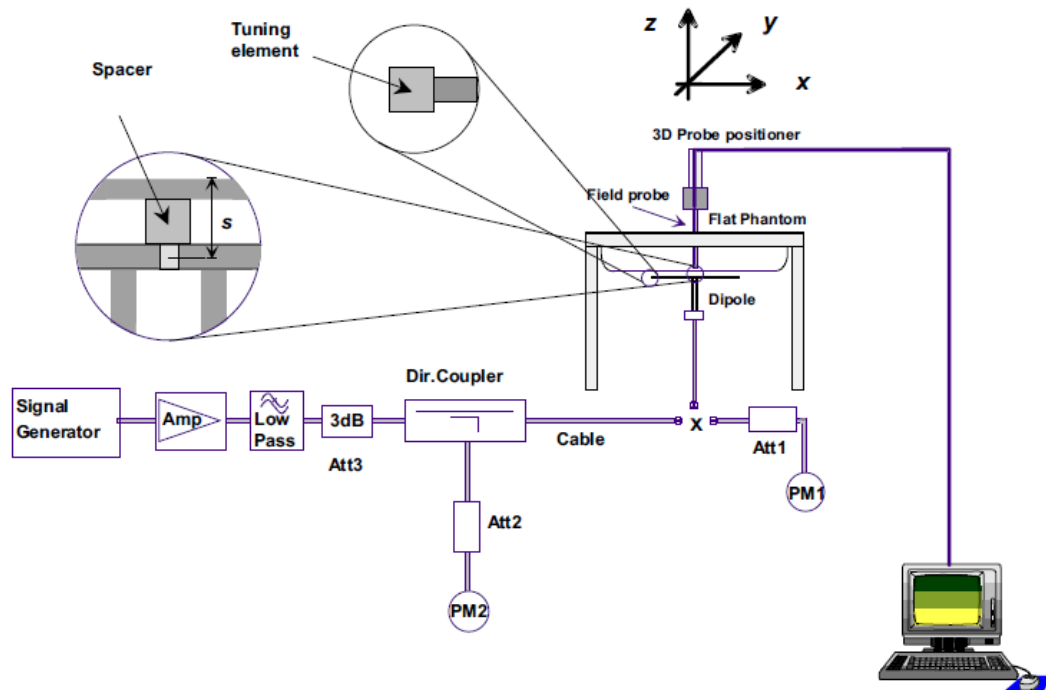 Tuning
element
Spacer
s
z
y
x
3D Probe positioner
Field probe
Flat Phantom
Dipole
Dir.Coupler
Signal
Generator
Amp
Low
Pass
3dB
Att3
Cable
X
Att1
PM1
Att2
PM2